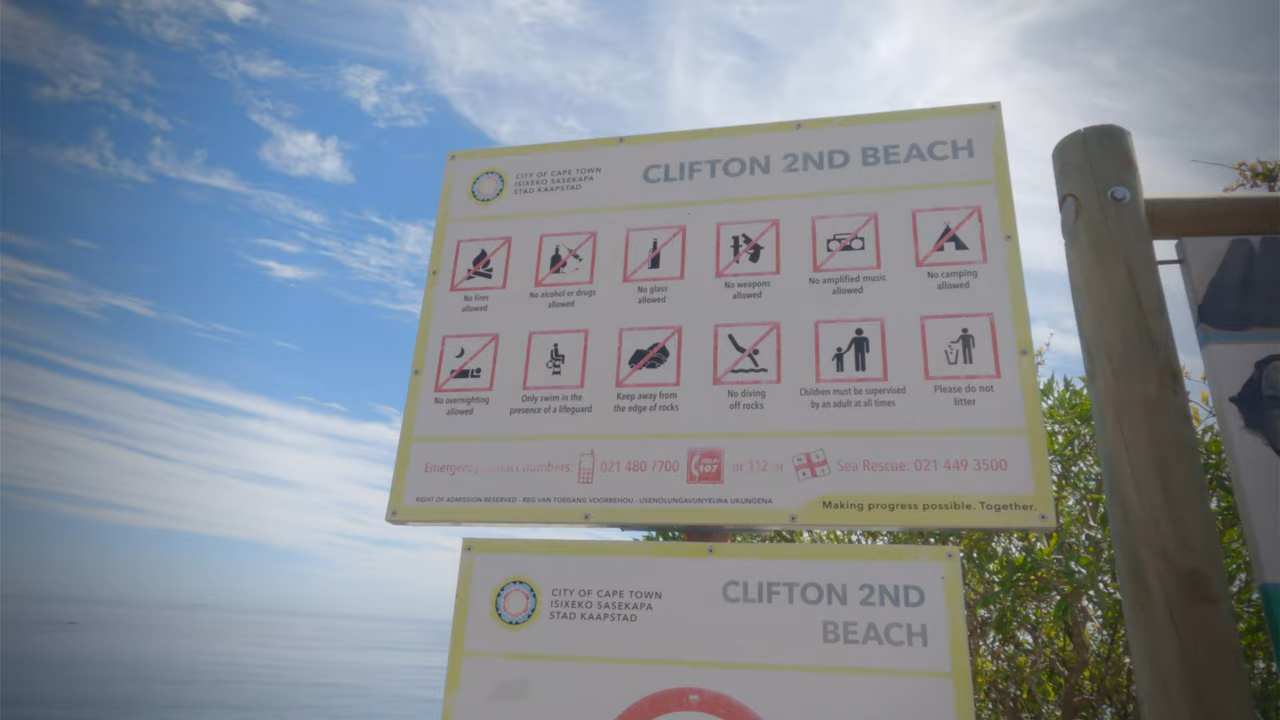 CITY OF CAPE TOWN
ISIXEKO SASEKAPA
STAD KAAPSTAD
CLIFTON 2ND BEACH
No fires
allowed
No alcohol or drugs
allowed
No glass
allowed
No weapons
allowed
No amplified music
allowed
No camping
allowed
No overnighting
allowed
Only swim in the
presence of a lifeguard
Keep away from
the edge of rocks
No diving
off rocks
Children must be supervised
by an adult at all times
Please do not
litter
Emergency contact numbers: 021 480 7700 107 or 112 or Sea Rescue: 021 449 3500
RIGHT OF ADMISSION RESERVED - REG VAN TOEGANG VOORBEHOU - USENOLUNGAVUNYELWA UKUNGENA
Making progress possible. Together.
CITY OF CAPE TOWN
ISIXEKO SASEKAPA
STAD KAAPSTAD
CLIFTON 2ND
BEACH